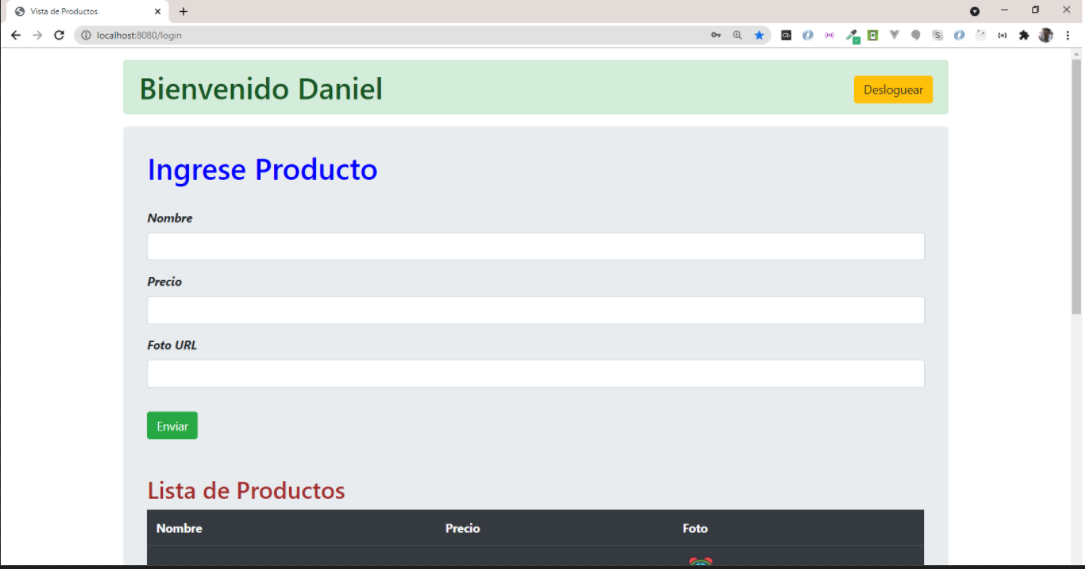 Vista de Productos
localhost:8080/login
Bienvenido Daniel
Desloguear
Ingrese Producto
Nombre
Precio
Foto URL
Enviar
Lista de Productos
Nombre Precio Foto